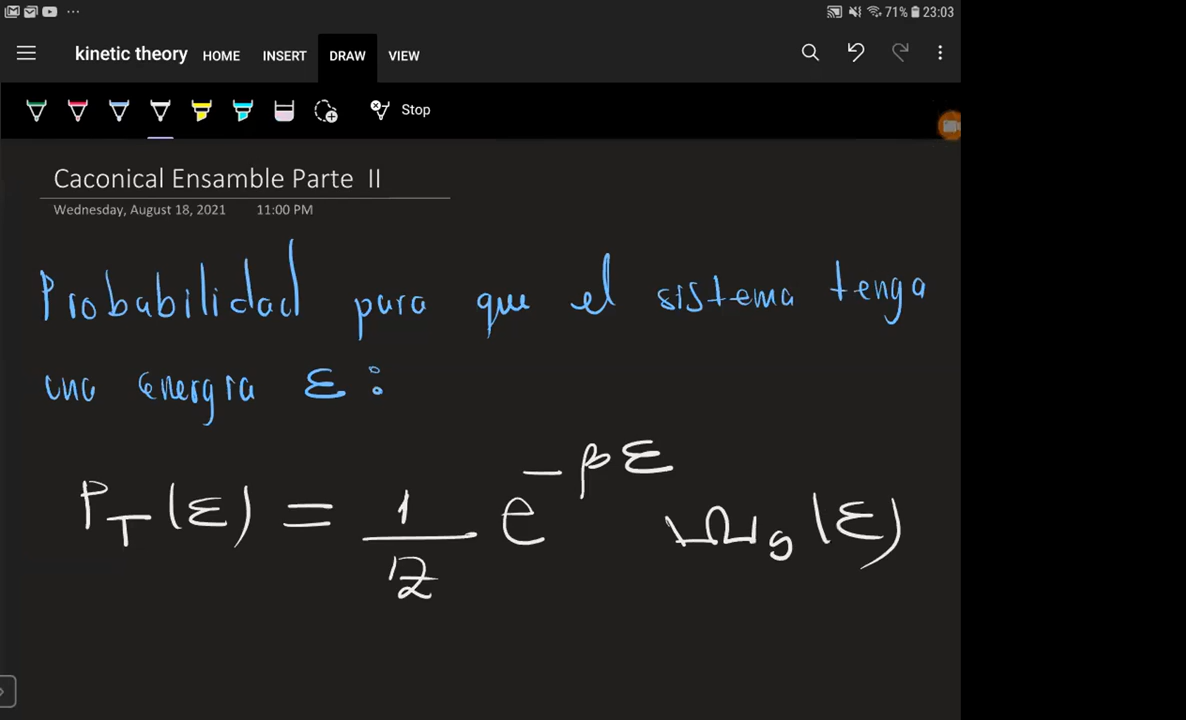 71% 23:03
kinetic theory HOME INSERT DRAW VIEW
Stop
Caconical Ensamble Parte II
Wednesday, August 18, 2021 11:00 PM
Probabilidad para que el sistema tenga
una energia ε:
P_T(ε) = 1/Z e^{-βε} Ω_s(ε)